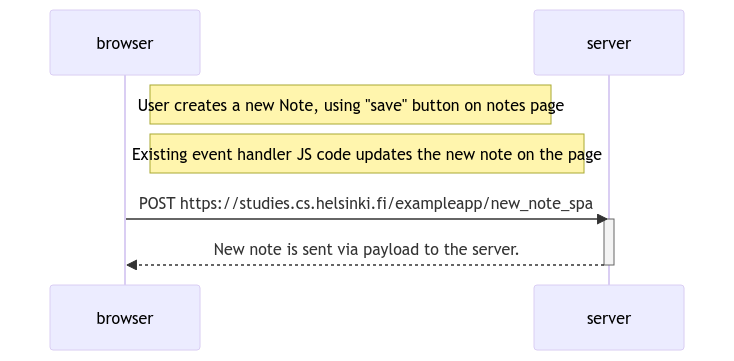 browser
server
User creates a new Note, using "save" button on notes page
Existing event handler JS code updates the new note on the page
POST https://studies.cs.helsinki.fi/exampleapp/new_note_spa
New note is sent via payload to the server.
browser
server